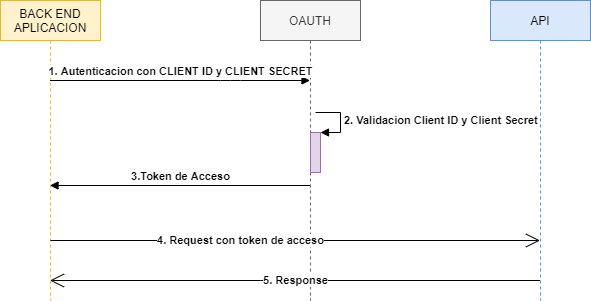 BACK END
APLICACION
OAUTH
API
1. Autenticacion con CLIENT ID y CLIENT SECRET
2. Validacion Client ID y Client Secret
3.Token de Acceso
4. Request con token de acceso
5. Response